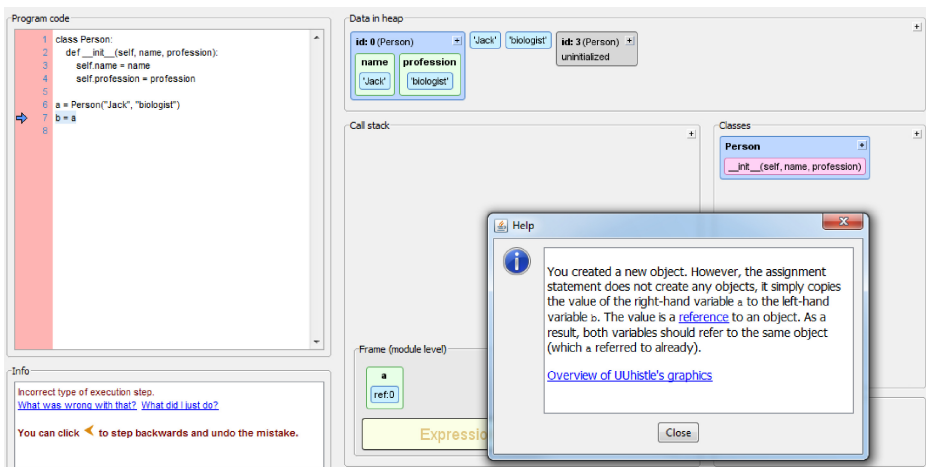 Program code
1 class Person:
2 def __init__(self, name, profession):
3 self.name = name
4 self.profession = profession
5
6 a = Person("Jack", "biologist")
7 b = a
8
Info
Incorrect type of execution step.
What was wrong with that? What did I just do?
You can click to step backwards and undo the mistake.
Data in heap
id: 0 (Person) +
name profession
'Jack' 'biologist'
'Jack' 'biologist'
id: 3 (Person) +
uninitialized
+
Call stack
+
Frame (module level)
a
ref:0
Expressio
Classes
+
Person +
__init__(self, name, profession)
Help
You created a new object. However, the assignment
statement does not create any objects, it simply copies
the value of the right-hand variable a to the left-hand
variable b. The value is a reference to an object. As a
result, both variables should refer to the same object
(which a referred to already).
Overview of UUhistle's graphics
Close